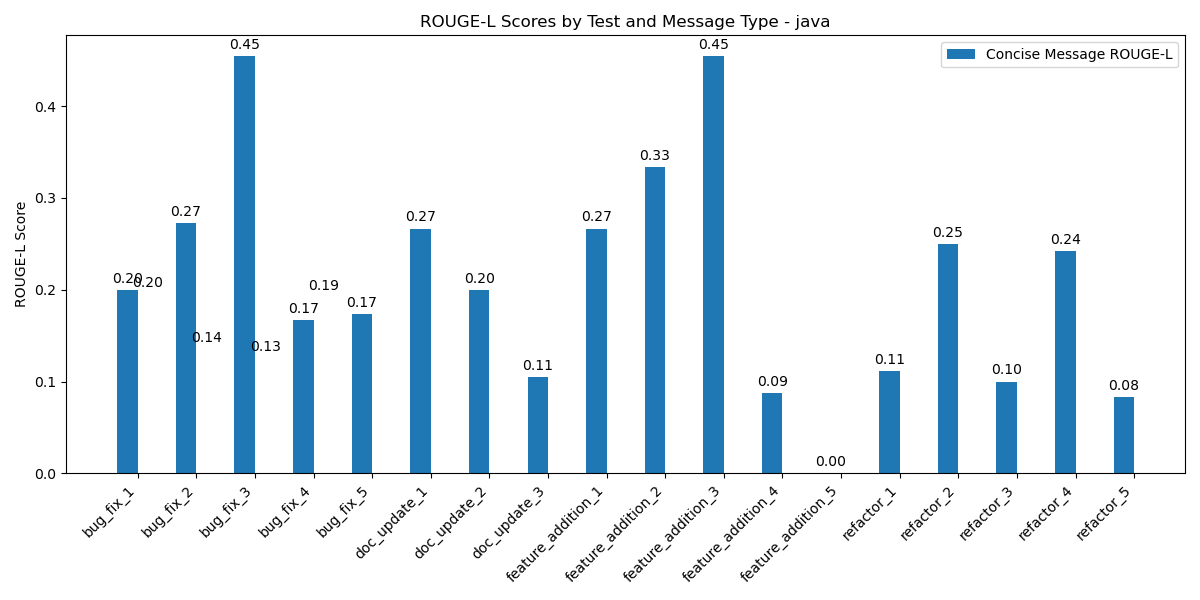 ROUGE-L Scores by Test and Message Type - java
Concise Message ROUGE-L
ROUGE-L Score
0.4
0.3
0.2
0.1
0.0
0.20
0.20
0.27
0.14
0.45
0.13
0.17
0.19
0.17
0.27
0.20
0.11
0.27
0.33
0.45
0.09
0.00
0.11
0.25
0.10
0.24
0.08
bug_fix_1
bug_fix_2
bug_fix_3
bug_fix_4
bug_fix_5
doc_update_1
doc_update_2
doc_update_3
feature_addition_1
feature_addition_2
feature_addition_3
feature_addition_4
feature_addition_5
refactor_1
refactor_2
refactor_3
refactor_4
refactor_5